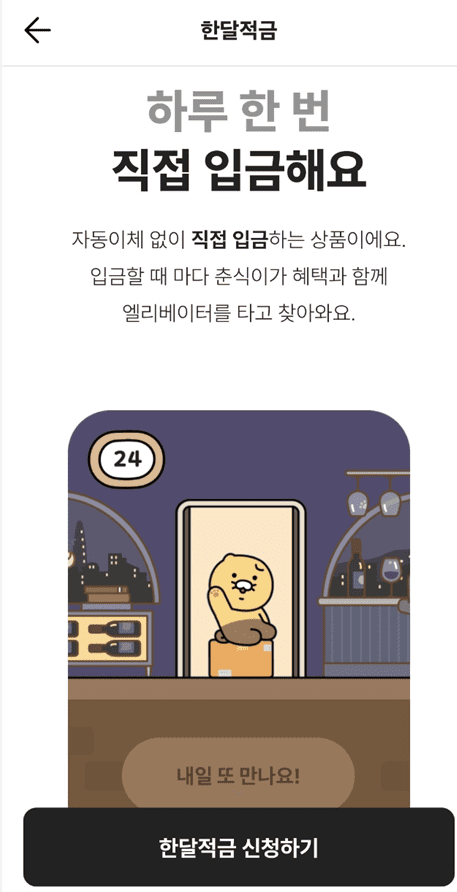 한달적금
하루 한 번
직접 입금해요
자동이체 없이 직접 입금하는 상품이에요.
입금할 때 마다 춘식이가 혜택과 함께
엘리베이터를 타고 찾아와요.
24
내일 또 만나요!
한달적금 신청하기